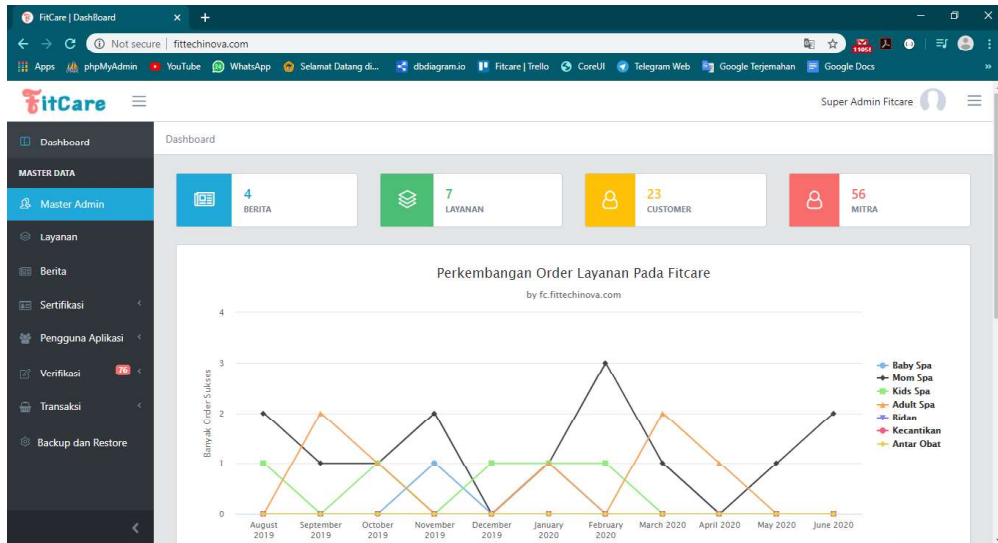 FitCare | DashBoard
Not secure | fittechinova.com
Apps phpMyAdmin YouTube WhatsApp Selamat Datang di... dbdiagram.io Fitcare | Trello CoreUI Telegram Web Google Terjemahan Google Docs
FitCare
Super Admin Fitcare
Dashboard
MASTER DATA
Master Admin
Layanan
Berita
Sertifikasi
Pengguna Aplikasi
Verifikasi 76
Transaksi
Backup dan Restore
Dashboard
4
BERITA
7
LAYANAN
23
CUSTOMER
56
MITRA
Perkembangan Order Layanan Pada Fitcare
by fc.fittechinova.com
Banyak Order Sukses
4
3
2
1
0
August 2019
September 2019
October 2019
November 2019
December 2019
January 2020
February 2020
March 2020
April 2020
May 2020
June 2020
Baby Spa
Mom Spa
Kids Spa
Adult Spa
Bidan
Kecantikan
Antar Obat